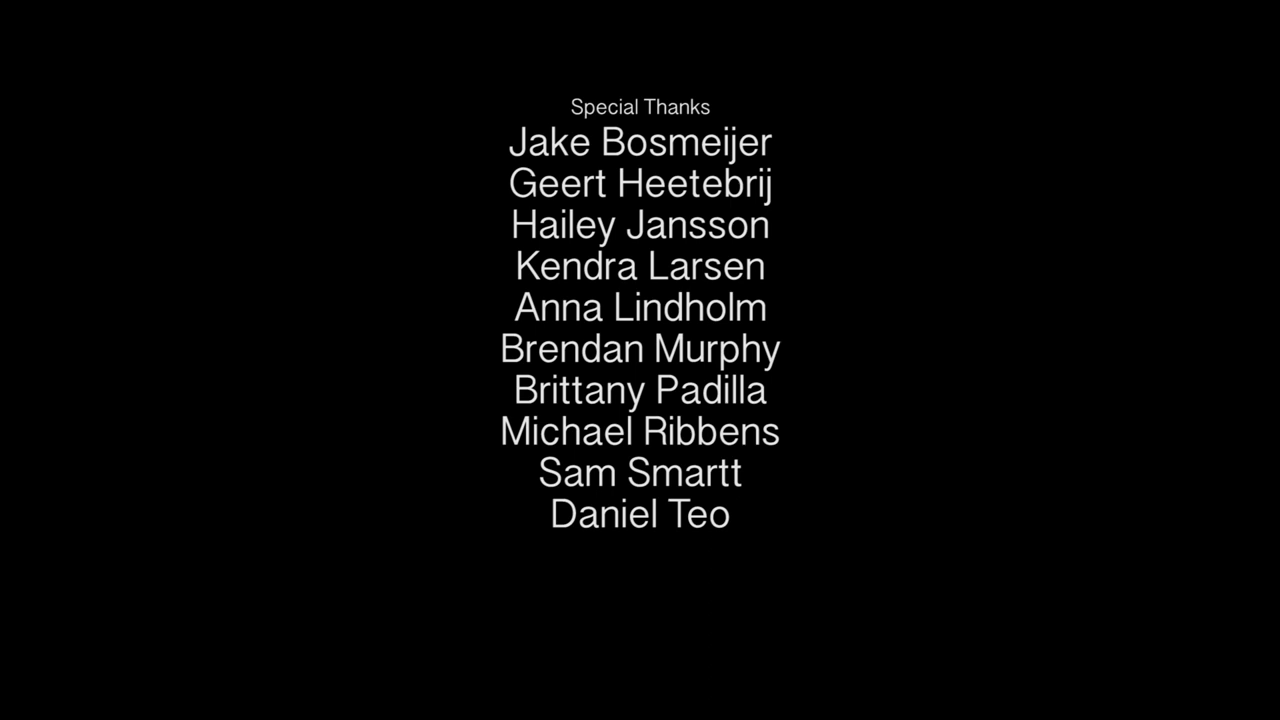 Special Thanks
Jake Bosmeijer
Geert Heetebrij
Hailey Jansson
Kendra Larsen
Anna Lindholm
Brendan Murphy
Brittany Padilla
Michael Ribbens
Sam Smartt
Daniel Teo